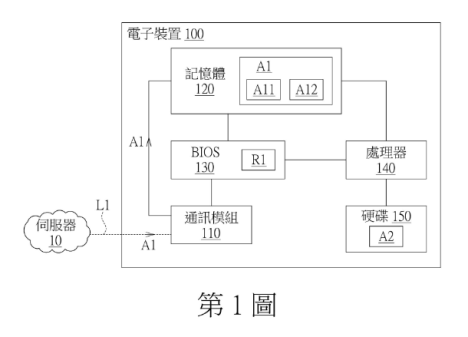 電子裝置 100
記憶體
120
A1
A11
A12
A1
BIOS
130
R1
處理器
140
L1
伺服器
10
A1
通訊模組
110
硬碟 150
A2
第 1 圖